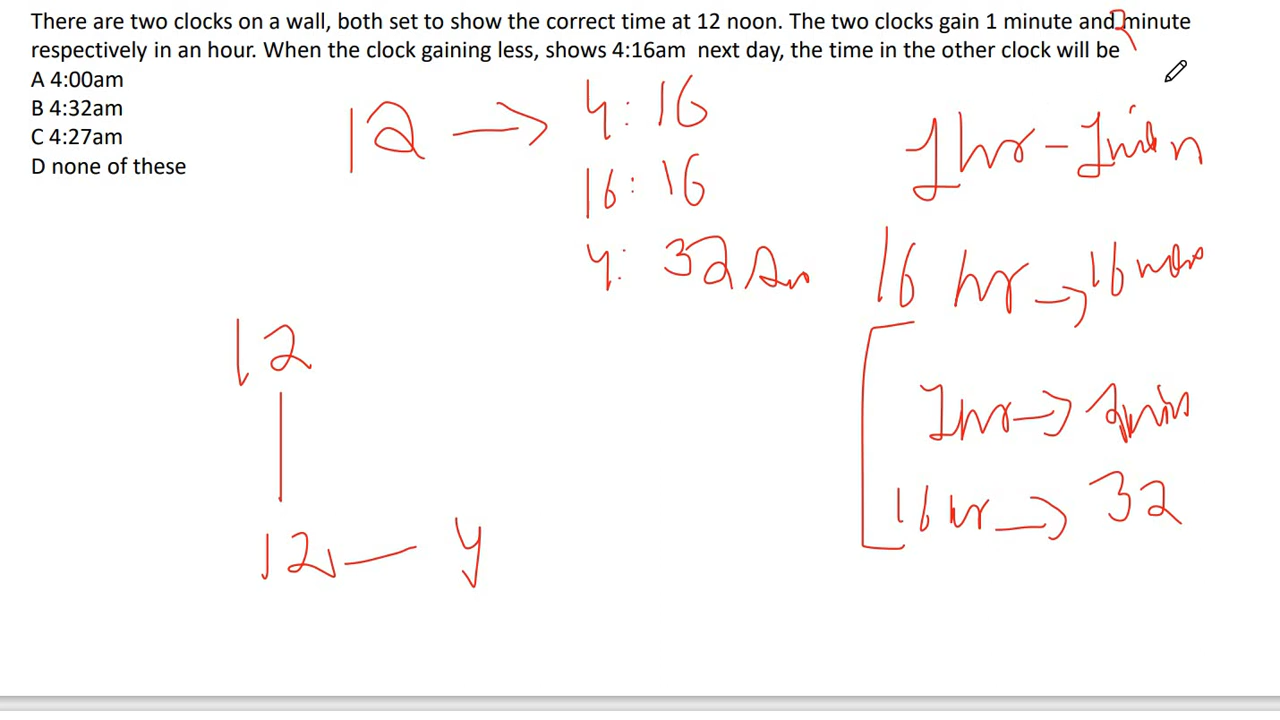 There are two clocks on a wall, both set to show the correct time at 12 noon. The two clocks gain 1 minute and 2 minute
respectively in an hour. When the clock gaining less, shows 4:16am next day, the time in the other clock will be
A 4:00am
B 4:32am
C 4:27am
D none of these
12 → 4:16
16:16
4:32 Am
1hr - 1min
16 hr → 16 min
1hr → 2min
16 hr → 32
12
12 — 4